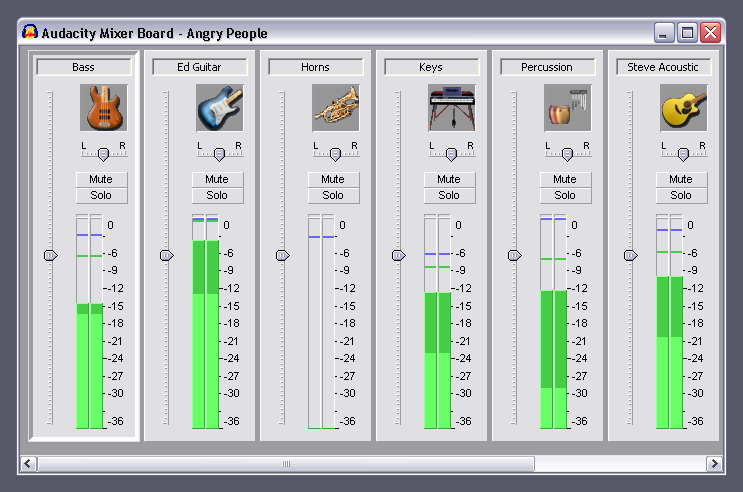 Audacity Mixer Board - Angry People
Bass
L R
Mute
Solo
0
-6
-9
-12
-15
-18
-21
-24
-27
-30
-36
Ed Guitar
L R
Mute
Solo
0
-6
-9
-12
-15
-18
-21
-24
-27
-30
-36
Horns
L R
Mute
Solo
0
-6
-9
-12
-15
-18
-21
-24
-27
-30
-36
Keys
L R
Mute
Solo
0
-6
-9
-12
-15
-18
-21
-24
-27
-30
-36
Percussion
L R
Mute
Solo
0
-6
-9
-12
-15
-18
-21
-24
-27
-30
-36
Steve Acoustic
L R
Mute
Solo
0
-6
-9
-12
-15
-18
-21
-24
-27
-30
-36